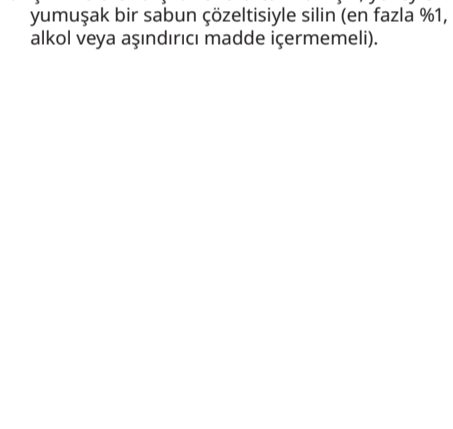 yumuşak bir sabun çözeltisiyle silin (en fazla %1,
alkol veya aşındırıcı madde içermemeli).